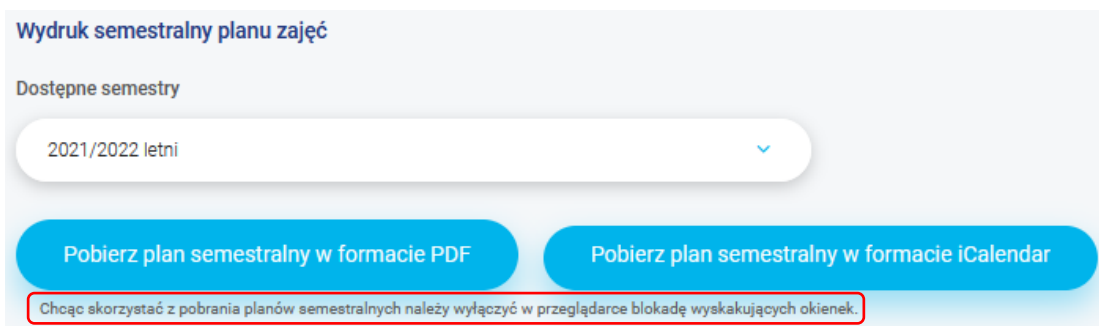 Wydruk semestralny planu zajęć
Dostępne semestry
2021/2022 letni
Pobierz plan semestralny w formacie PDF
Pobierz plan semestralny w formacie iCalendar
Chcąc skorzystać z pobrania planów semestralnych należy wyłączyć w przeglądarce blokadę wyskakujących okienek.